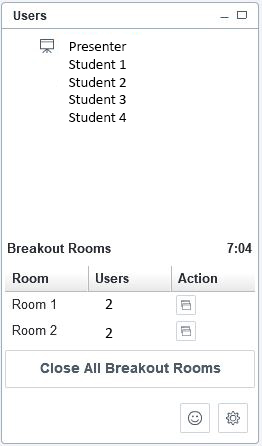 Users
Presenter
Student 1
Student 2
Student 3
Student 4
Breakout Rooms 7:04
Room Users Action
Room 1 2
Room 2 2
Close All Breakout Rooms